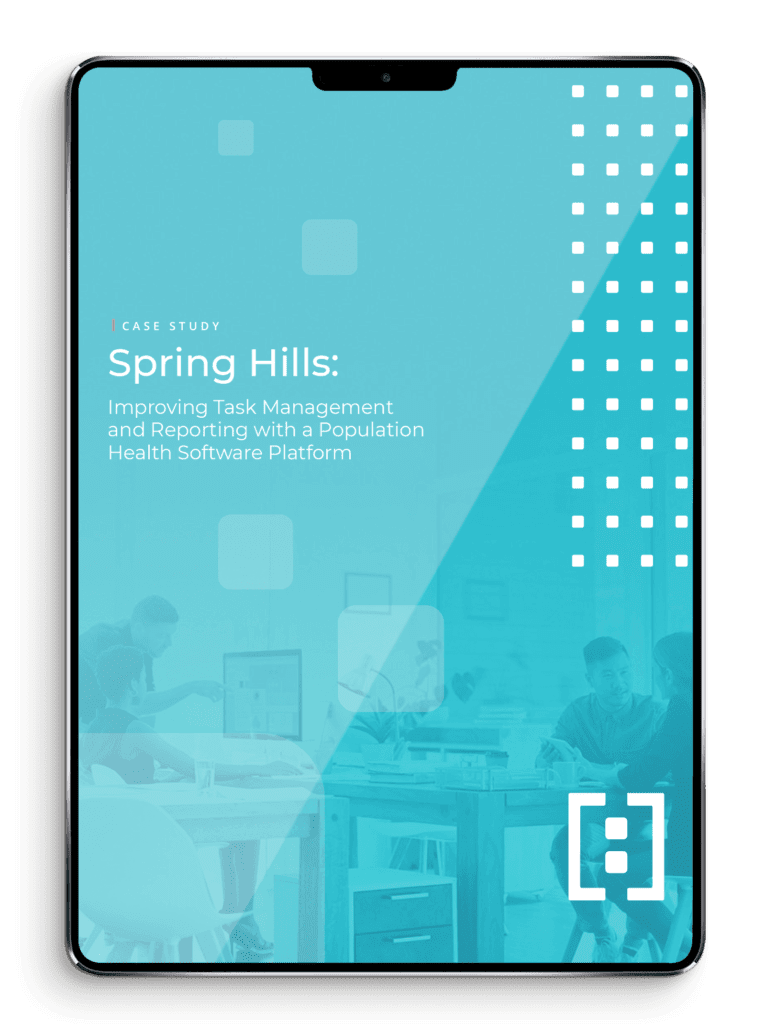 CASE STUDY
Spring Hills:
Improving Task Management
and Reporting with a Population
Health Software Platform